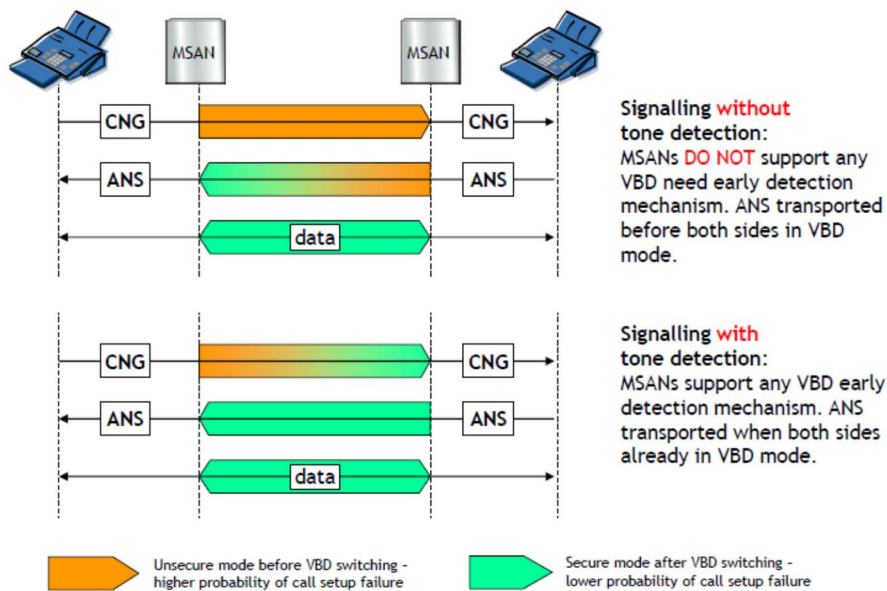 MSAN
MSAN
CNG
CNG
ANS
ANS
data
Signalling without
tone detection:
MSANs DO NOT support any
VBD need early detection
mechanism. ANS transported
before both sides in VBD
mode.
CNG
CNG
ANS
ANS
data
Signalling with
tone detection:
MSANs support any VBD early
detection mechanism. ANS
transported when both sides
already in VBD mode.
Unsecure mode before VBD switching –
higher probability of call setup failure
Secure mode after VBD switching –
lower probability of call setup failure